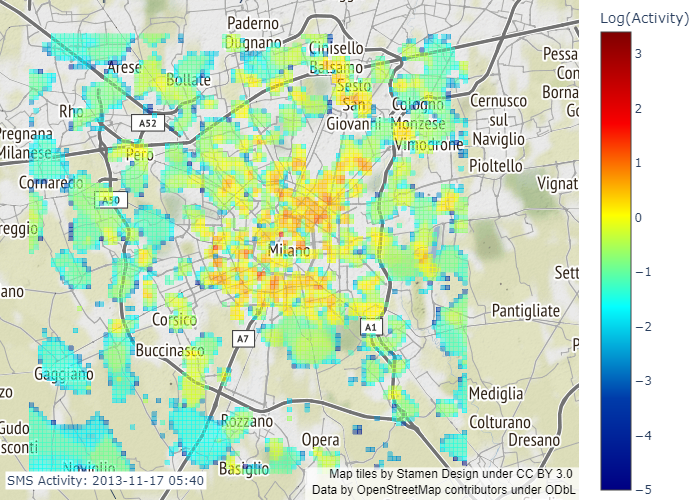 Log(Activity)
Paderno
Dugnano
Cinisello
Balsamo
Pessa
Con
Borna
Go
Arese
Bollate
Sesto
San
Giovanni
Cologno
Monzese
Vimodrone
Cernusco
sul
Naviglio
Rho
A52
Pregnana
Milanese
Pero
Pioltello
Cornaredo
Vignat
A50
reggio
Milano
Sett
ano
Pantigliate
Corsico
A7
A1
P
Buccinasco
Gaggiano
zo
Mediglia
Rozzano
Colturano
Gudo
sconti
Dresano
Opera
Noviglio
Basiglio
SMS Activity: 2013-11-17 05:40
Map tiles by Stamen Design under CC BY 3.0
Data by OpenStreetMap contributors under ODbL
3
2
1
0
−1
−2
−3
−4
−5